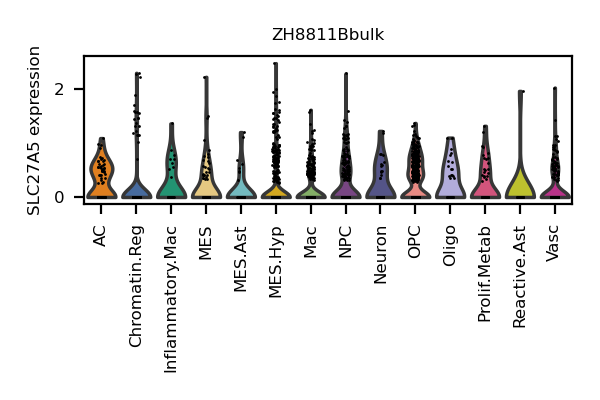 ZH8811Bbulk
SLC27A5 expression
2
0
AC
Chromatin.Reg
Inflammatory.Mac
MES
MES.Ast
MES.Hyp
Mac
NPC
Neuron
OPC
Oligo
Prolif.Metab
Reactive.Ast
Vasc